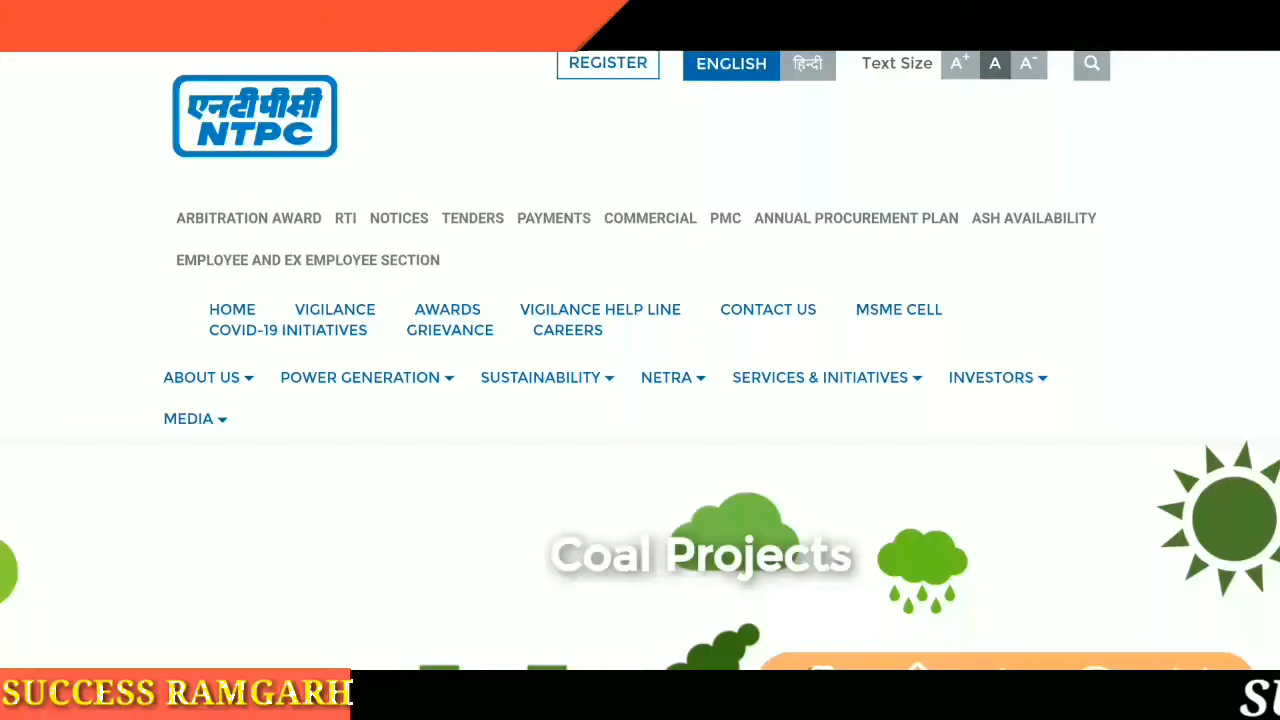 REGISTER ENGLISH हिन्दी Text Size A+ A A-
एनटीपीसी
NTPC
ARBITRATION AWARD RTI NOTICES TENDERS PAYMENTS COMMERCIAL PMC ANNUAL PROCUREMENT PLAN ASH AVAILABILITY
EMPLOYEE AND EX EMPLOYEE SECTION
HOME VIGILANCE AWARDS VIGILANCE HELP LINE CONTACT US MSME CELL
COVID-19 INITIATIVES GRIEVANCE CAREERS
ABOUT US POWER GENERATION SUSTAINABILITY NETRA SERVICES & INITIATIVES INVESTORS
MEDIA
Coal Projects
SUCCESS RAMGARH